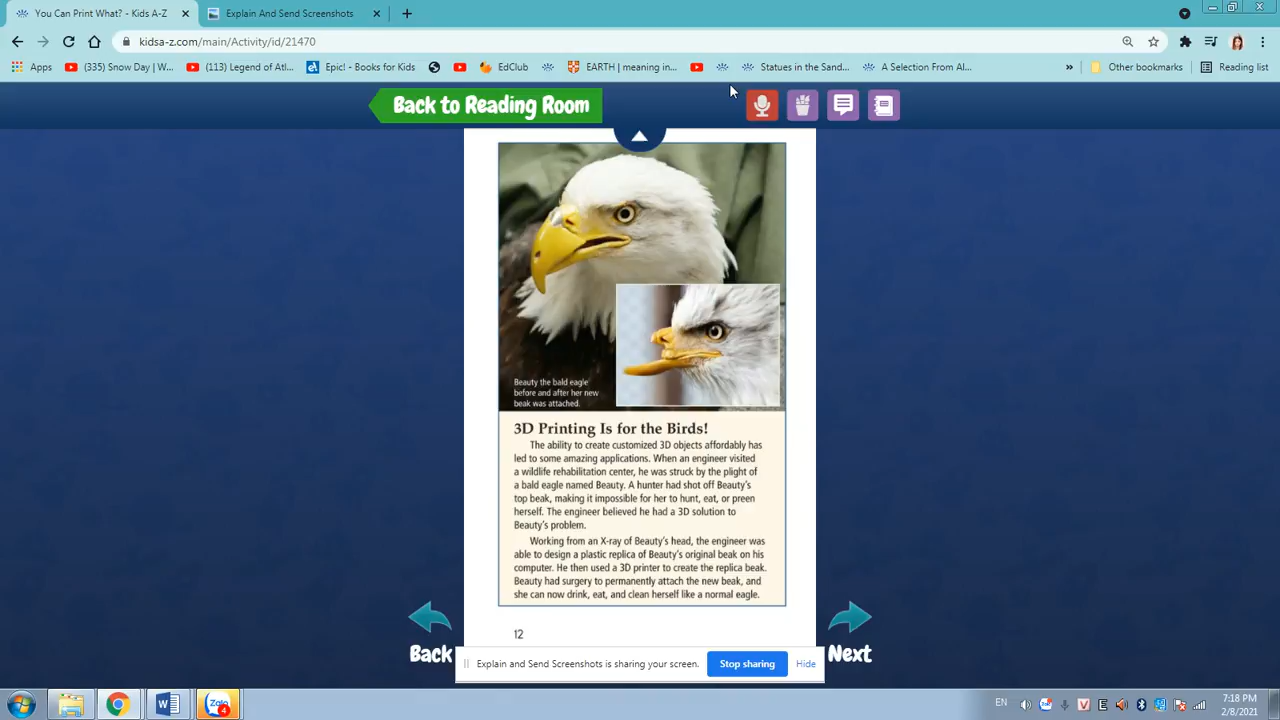 You Can Print What? - Kids A-Z
Explain And Send Screenshots
kidsa-z.com/main/Activity/id/21470
Apps
(335) Snow Day | W...
(113) Legend of Atl...
Epic! - Books for Kids
EdClub
EARTH | meaning in...
Statues in the Sand...
A Selection From Al...
»
Other bookmarks
Reading list
Back to Reading Room
Beauty the bald eagle
before and after her new
beak was attached.
3D Printing Is for the Birds!
The ability to create customized 3D objects affordably has
led to some amazing applications. When an engineer visited
a wildlife rehabilitation center, he was struck by the plight of
a bald eagle named Beauty. A hunter had shot off Beauty's
top beak, making it impossible for her to hunt, eat, or preen
herself. The engineer believed he had a 3D solution to
Beauty's problem.
Working from an X-ray of Beauty's head, the engineer was
able to design a plastic replica of Beauty's original beak on his
computer. He then used a 3D printer to create the replica beak.
Beauty had surgery to permanently attach the new beak, and
she can now drink, eat, and clean herself like a normal eagle.
12
Back
Next
Explain and Send Screenshots is sharing your screen.
Stop sharing
Hide
Zalo
4
EN
7:18 PM
2/8/2021